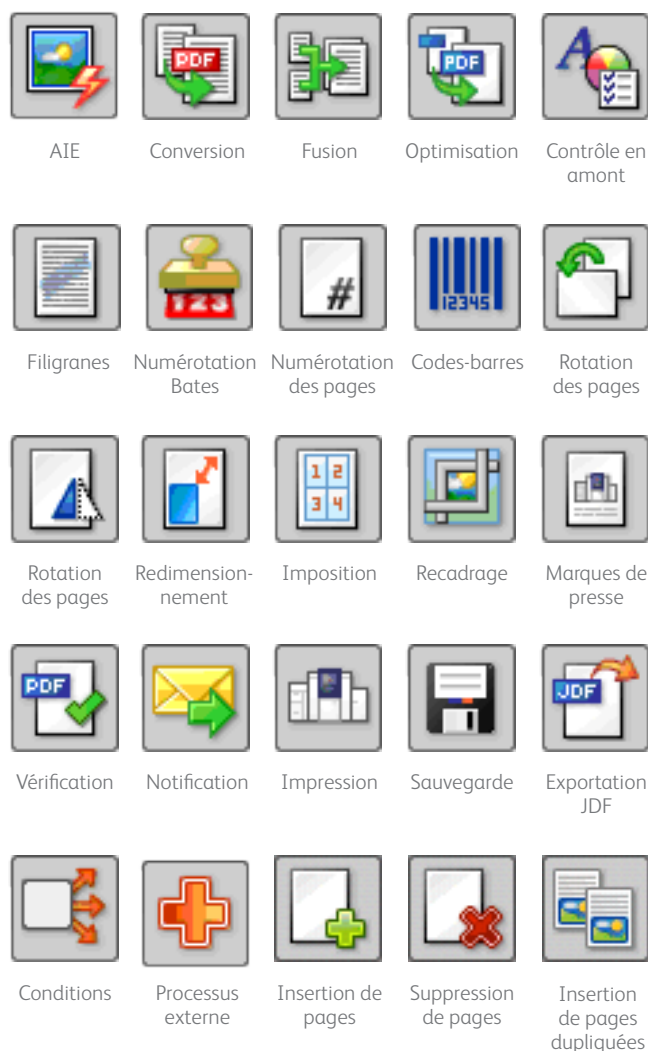 PDF
PDF
AIE Conversion Fusion Optimisation Contrôle en
amont
#
123
12345
Filigranes Numérotation Numérotation Codes-barres Rotation
Bates des pages des pages
1 2
3 4
Rotation Redimension- Imposition Recadrage Marques de
des pages nement presse
PDF
JDF
Vérification Notification Impression Sauvegarde Exportation
JDF
Conditions Processus Insertion de Suppression Insertion
externe pages de pages de pages
dupliquées